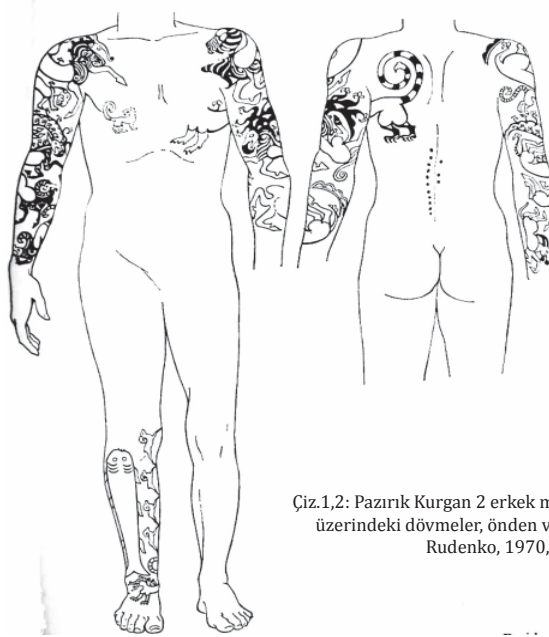 Çiz.1,2: Pazırık Kurgan 2 erkek
üzerindeki dövmeler, önden
Rudenko, 1970,